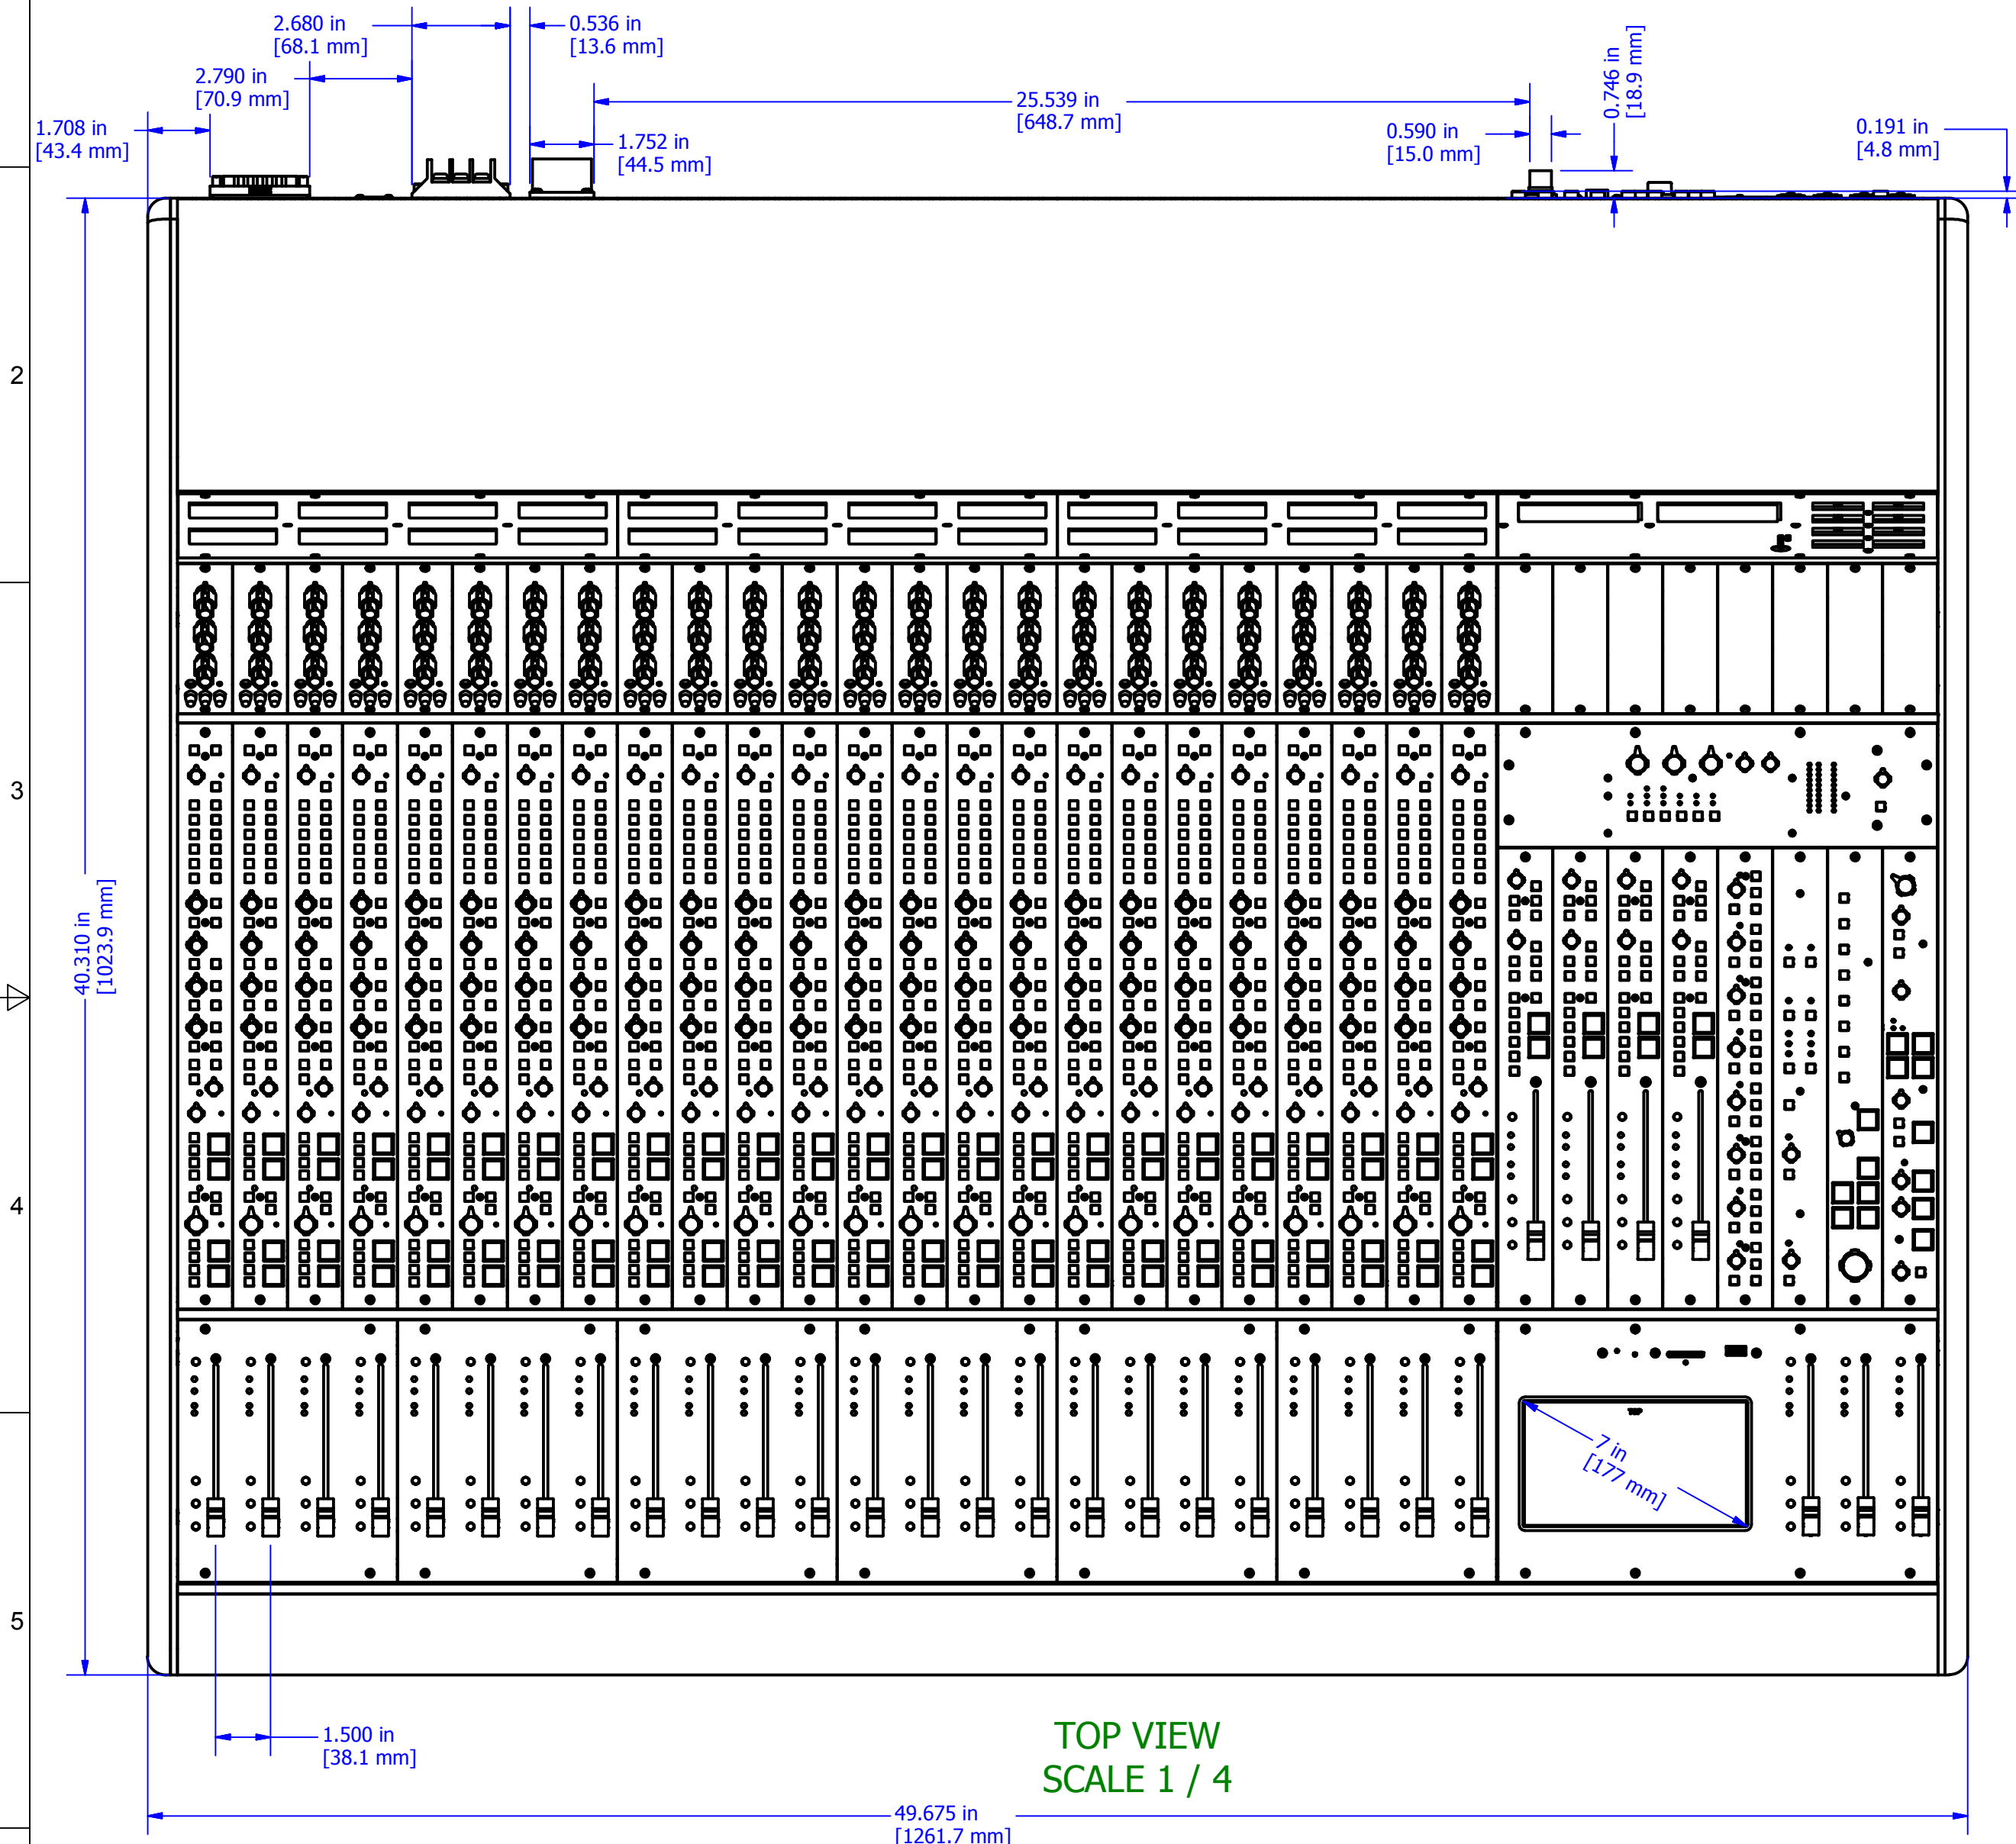 2.680 in
[68.1 mm]
0.536 in
[13.6 mm]
2.790 in
[70.9 mm]
0.746 in
[18.9 mm]
25.539 in
[648.7 mm]
1.708 in
[43.4 mm]
1.752 in
[44.5 mm]
0.590 in
[15.0 mm]
0.191 in
[4.8 mm]
2
3
40.310 in
[1023.9 mm]
4
TOP
7 in
[177 mm]
5
1.500 in
[38.1 mm]
TOP VIEW
SCALE 1 / 4
49.675 in
[1261.7 mm]